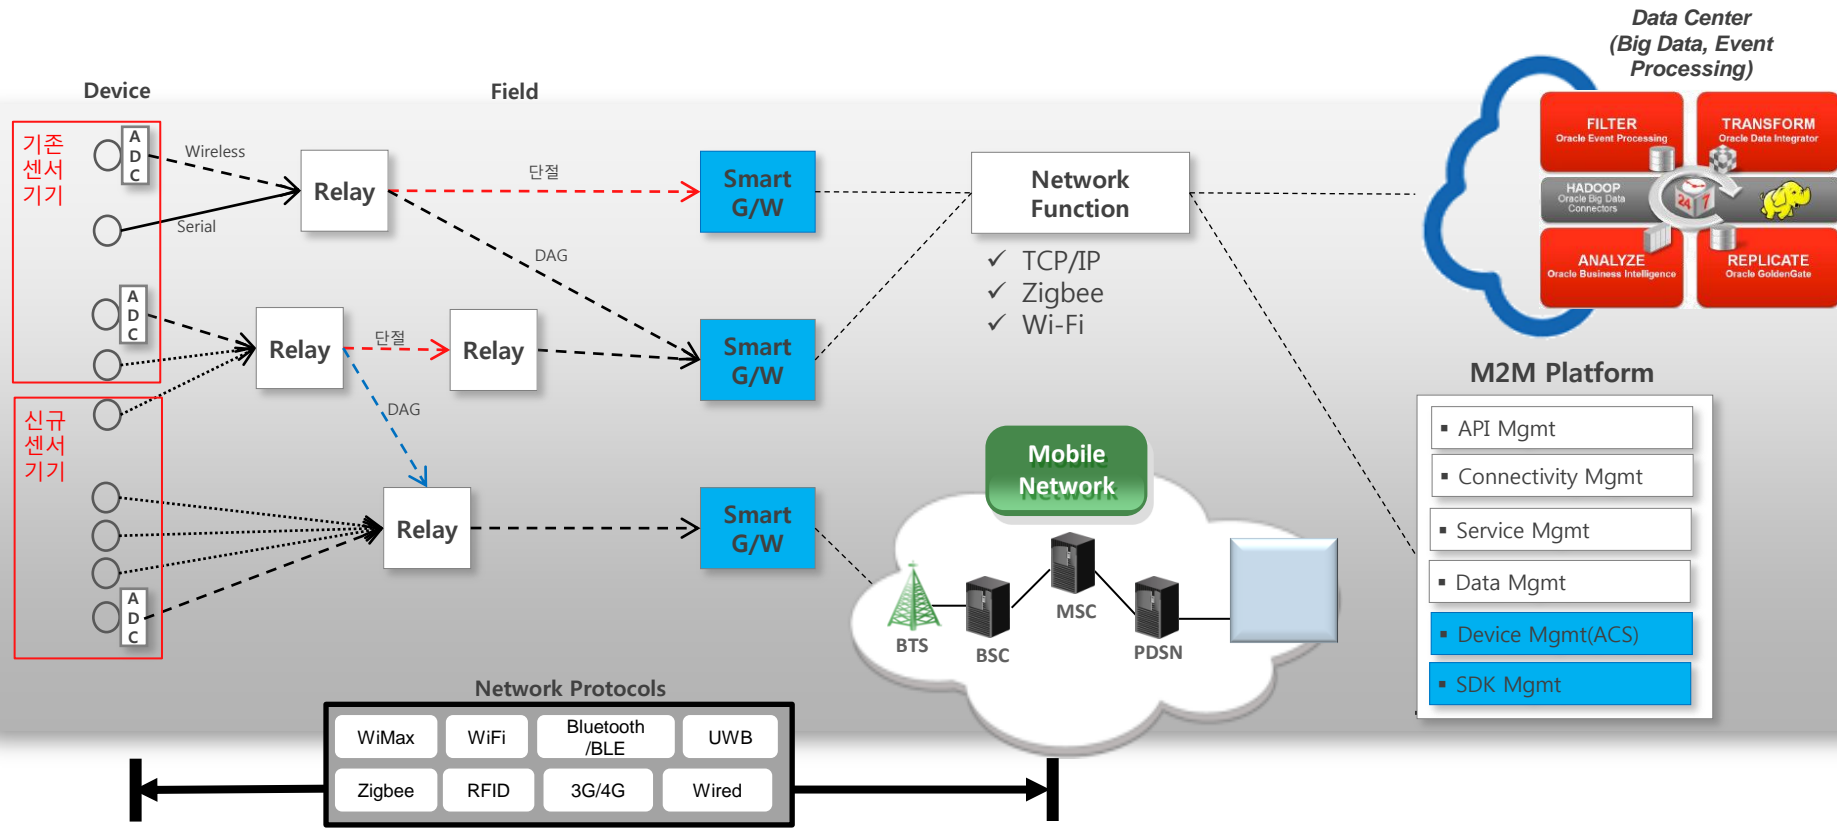 Data Center
(Big Data, Event
Processing)
Device
Field
기존
센서
기기
A
D
C
Wireless
Serial
Relay
단절
Smart
G/W
Network
Function
FILTER
Oracle Event Processing
TRANSFORM
Oracle Data Integrator
HADOOP
Oracle Big Data
Connectors
24
7
ANALYZE
Oracle Business Intelligence
REPLICATE
Oracle GoldenGate
DAG
✓ TCP/IP
✓ Zigbee
✓ Wi-Fi
A
D
C
Relay
단절
Relay
Smart
G/W
DAG
신규
센서
기기
M2M Platform
▪ API Mgmt
▪ Connectivity Mgmt
▪ Service Mgmt
▪ Data Mgmt
▪ Device Mgmt(ACS)
▪ SDK Mgmt
Mobile
Network
Relay
Smart
G/W
A
D
C
BTS
BSC
MSC
PDSN
Network Protocols
WiMax
WiFi
Bluetooth
/BLE
UWB
Zigbee
RFID
3G/4G
Wired